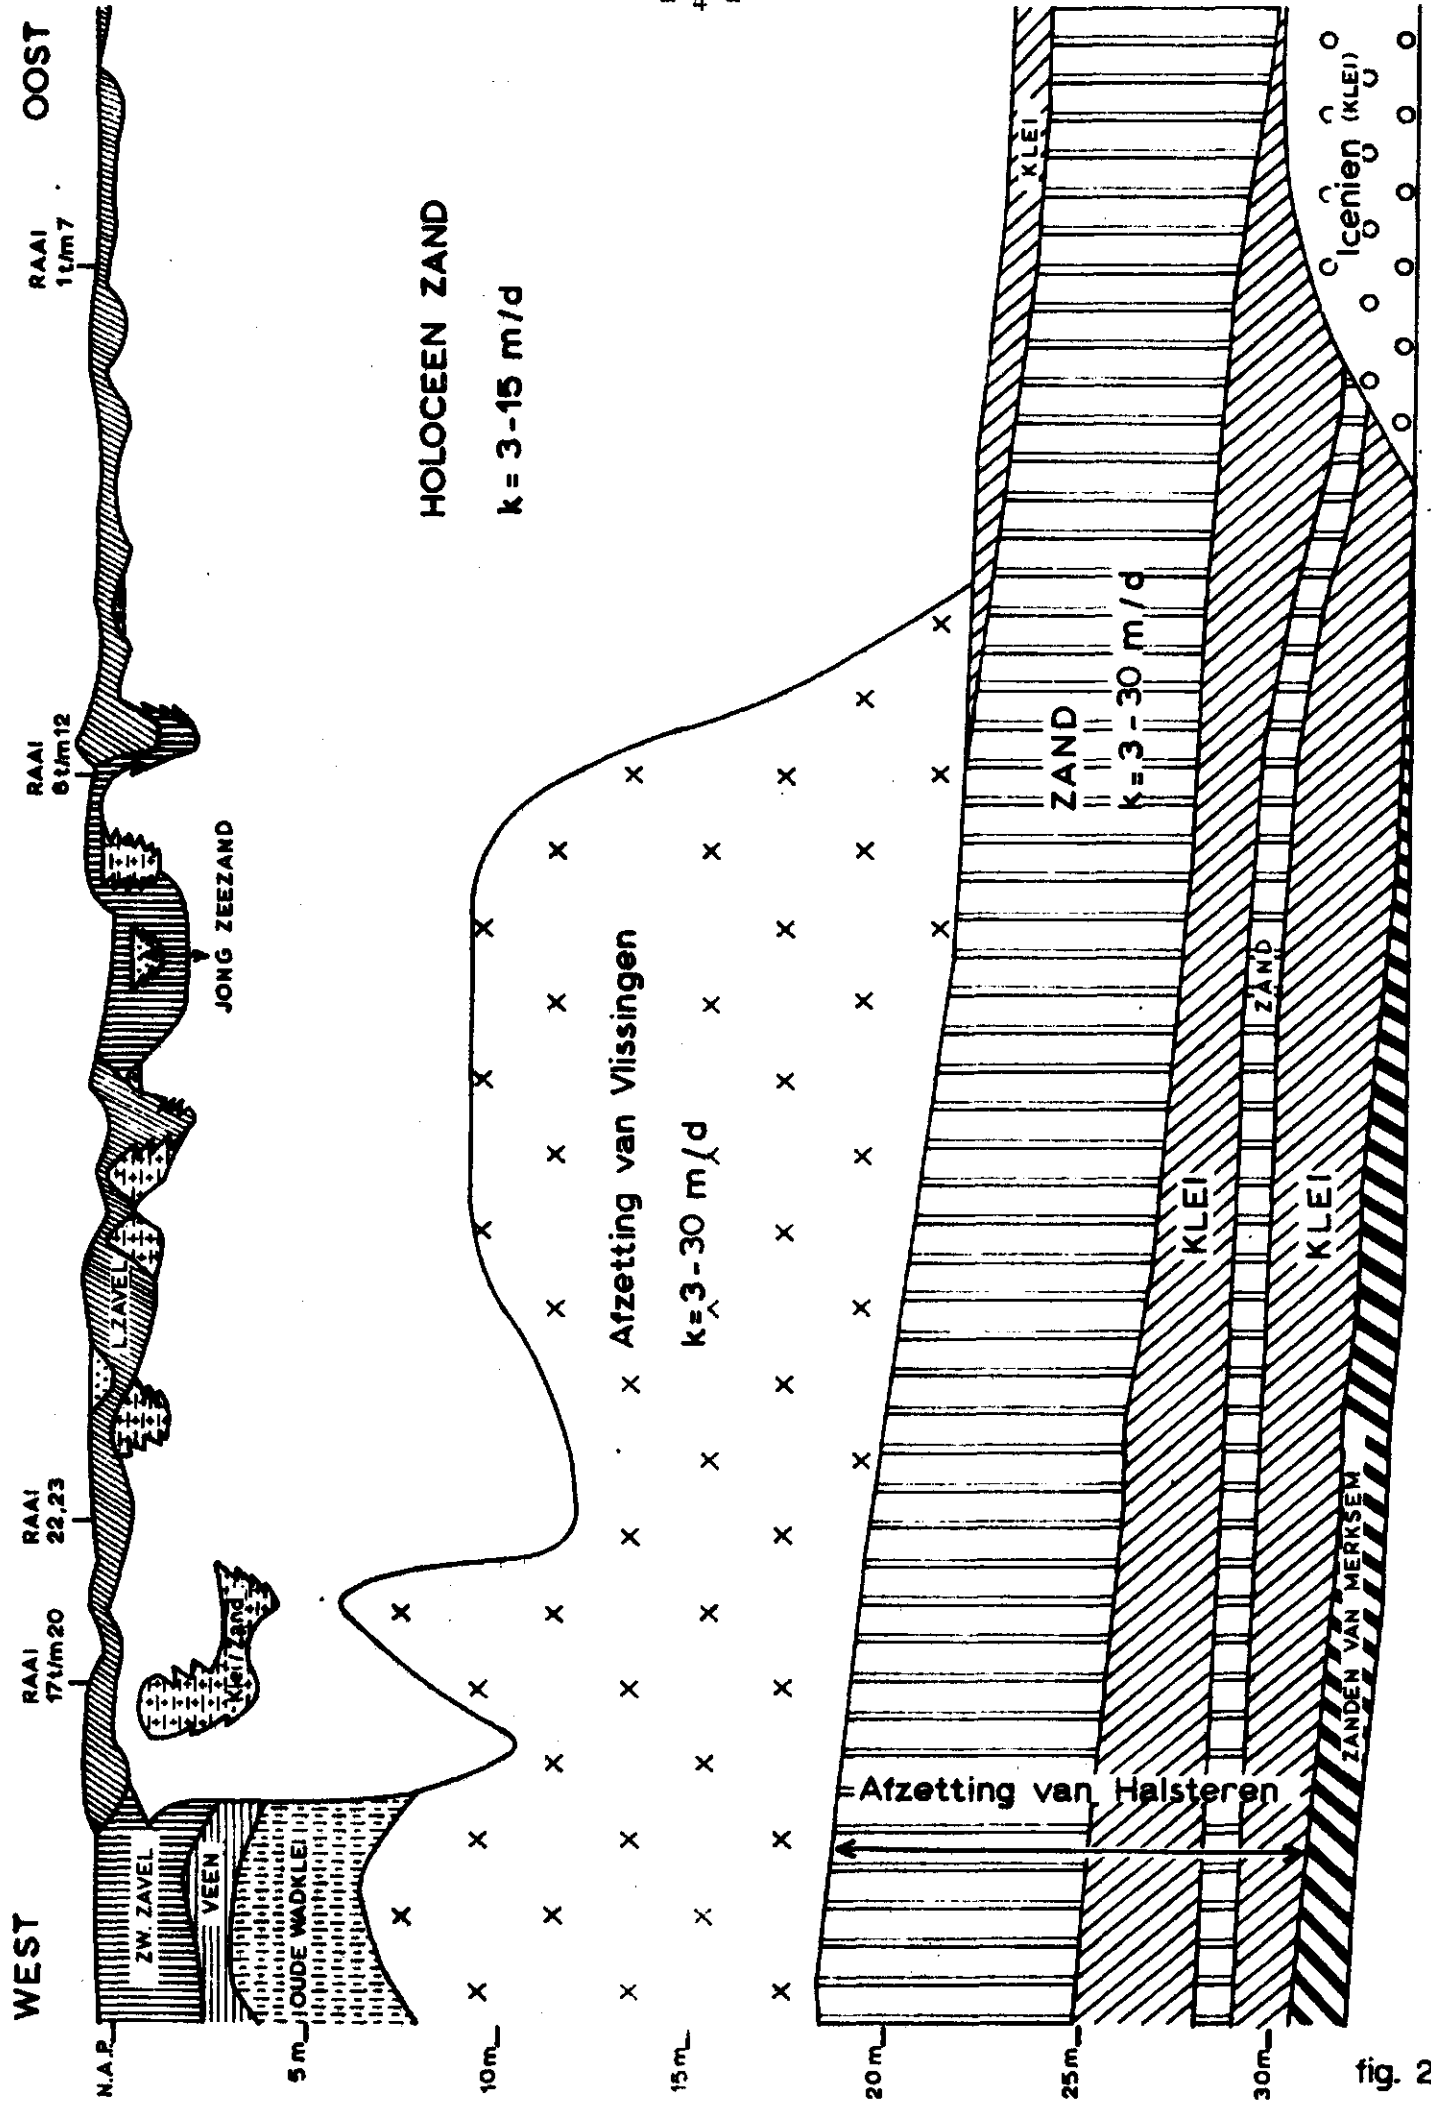 WEST
OOST
RAAI
17t/m20
RAAI
22,23
RAAI
8t/m12
RAAI
1t/m7
N.A.P.
5m
10m
15m
20m
25m
30m
ZW. ZAVEL
VEEN
OUDE WADKLEI
Klei/Zand
L.ZAVEL
JONG ZEEZAND
HOLOCEEN ZAND
k = 3-15 m/d
Afzetting van Vlissingen
k=3-30 m/d
KLEI
ZAND
k=3-30 m/d
KLEI
ZAND
KLEI
Icenien (KLEI)
Afzetting van Halsteren
ZANDEN VAN MERKSEM
fig. 2